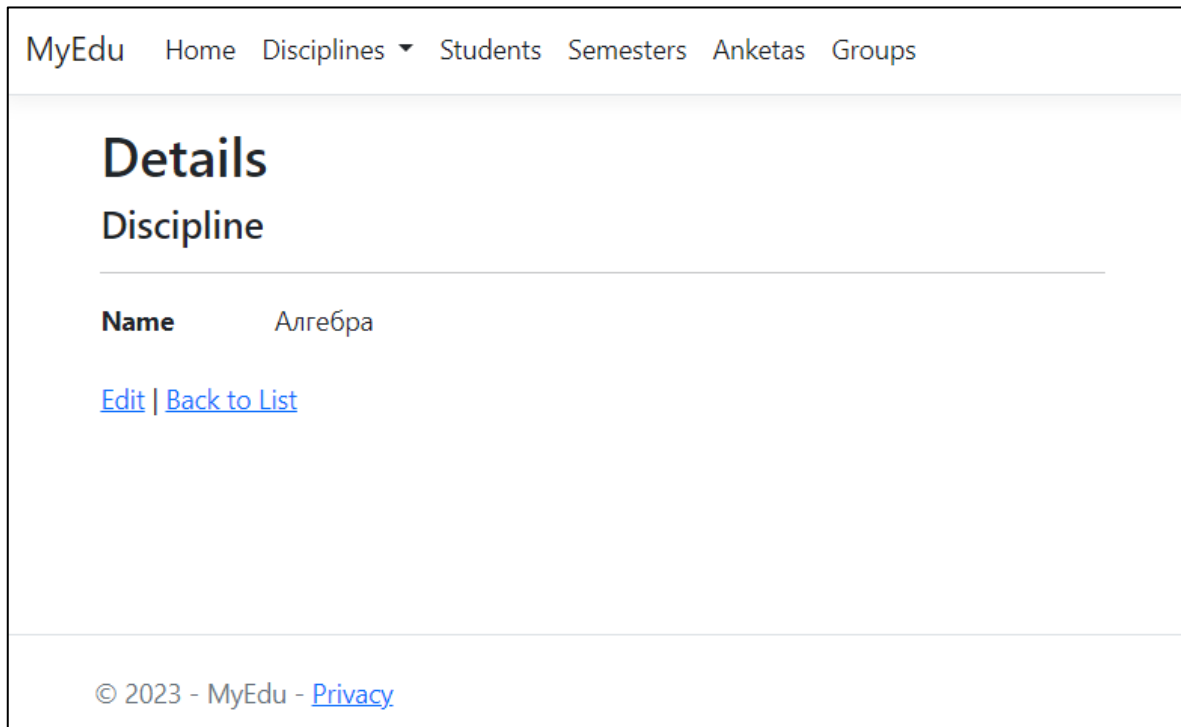 MyEdu Home Disciplines Students Semesters Anketas Groups
Details
Discipline
Name Алгебра
Edit | Back to List
© 2023 - MyEdu - Privacy